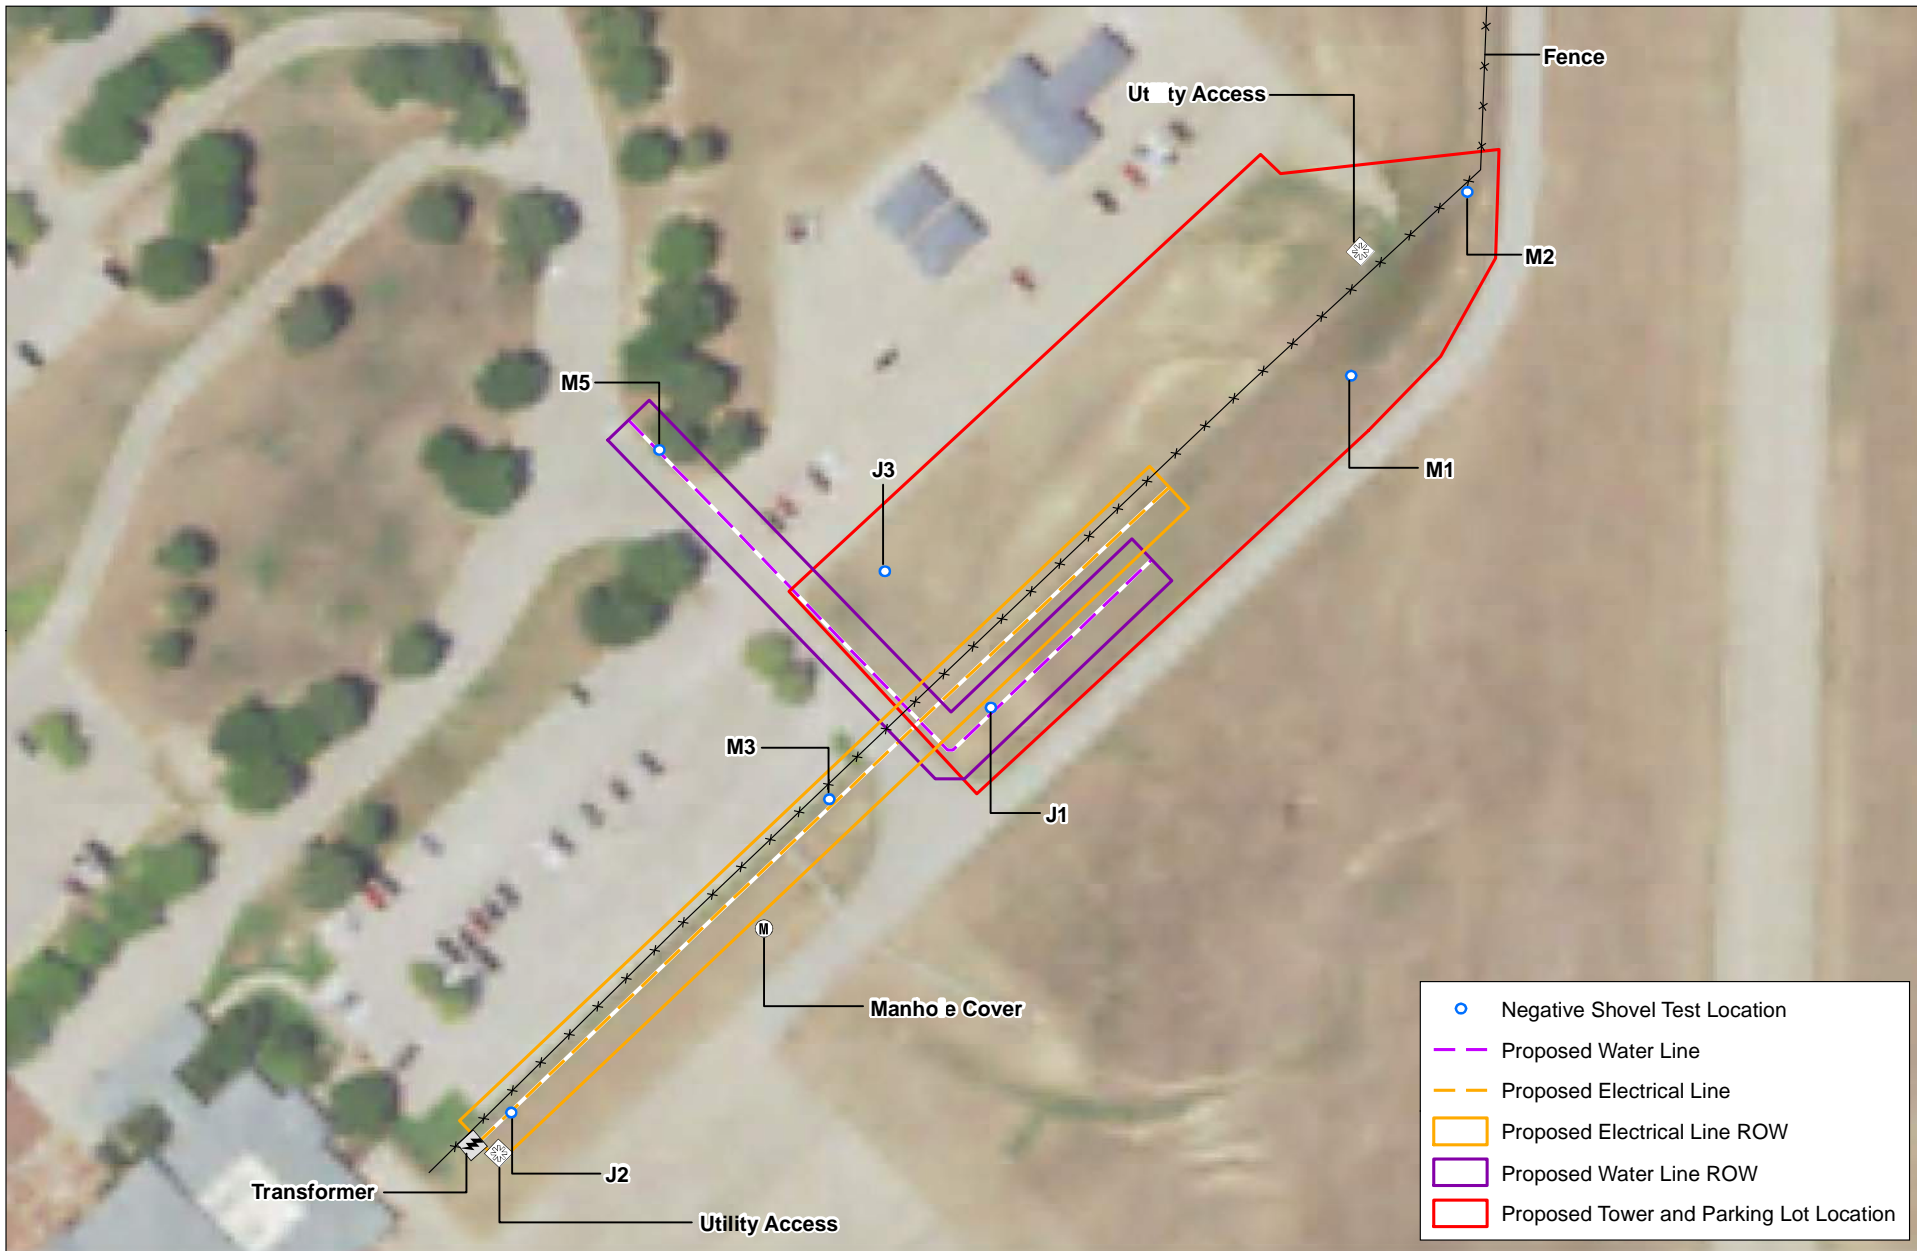 Fence
Ut ty Access
M2
M5
J3
M1
M3
J1
M
Manho e Cover
J2
Transformer
Utility Access
Negative Shovel Test Location
Proposed Water Line
Proposed Electrical Line
Proposed Electrical Line ROW
Proposed Water Line ROW
Proposed Tower and Parking Lot Location